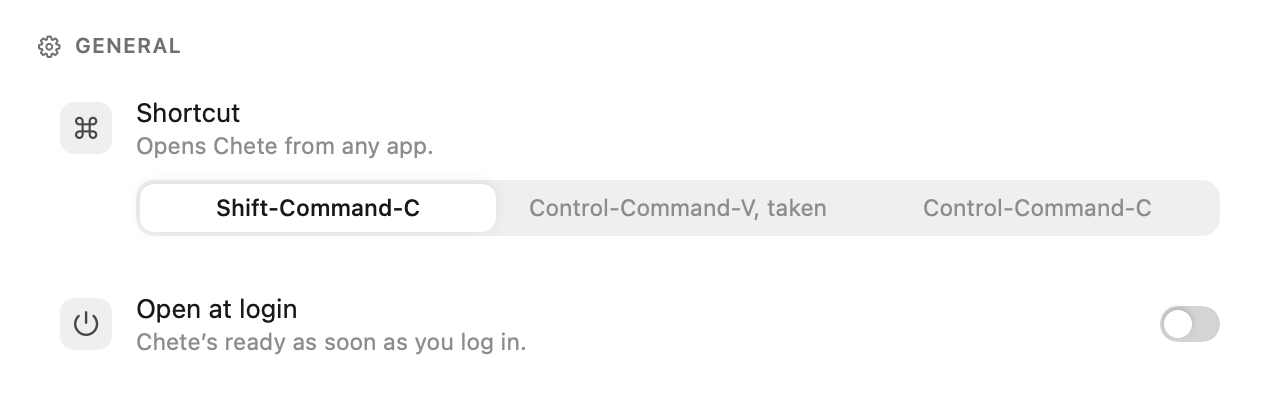 GENERAL
Shortcut
Opens Chete from any app.
Shift-Command-C
Control-Command-V, taken
Control-Command-C
Open at login
Chete’s ready as soon as you log in.